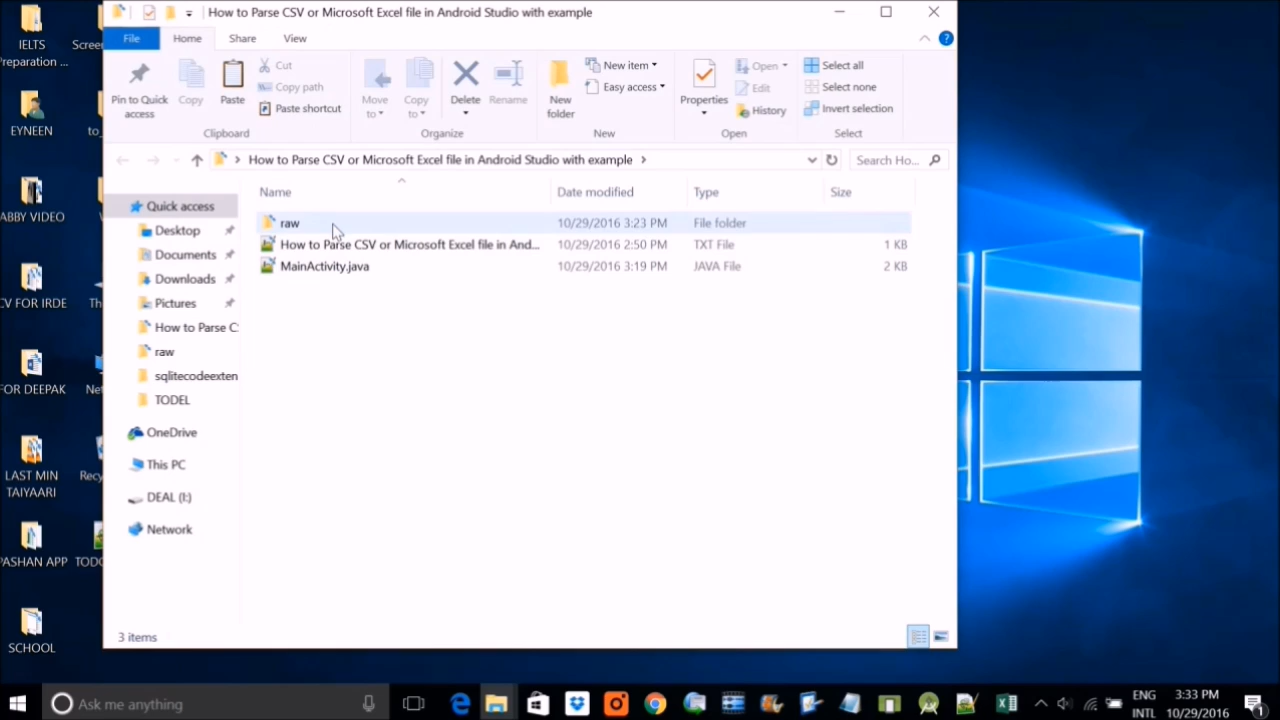 How to Parse CSV or Microsoft Excel file in Android Studio with example
File Home Share View
Pin to Quick access
Copy
Paste
Cut
Copy path
Paste shortcut
Clipboard
Move to
Copy to
Delete
Rename
Organize
New folder
New item
Easy access
New
Properties
Open
Edit
History
Open
Select all
Select none
Invert selection
Select
How to Parse CSV or Microsoft Excel file in Android Studio with example
Search Ho...
Name Date modified Type Size
raw 10/29/2016 3:23 PM File folder
How to Parse CSV or Microsoft Excel file in And... 10/29/2016 2:50 PM TXT File 1 KB
MainActivity.java 10/29/2016 3:19 PM JAVA File 2 KB
Quick access
Desktop
Documents
Downloads
Pictures
How to Parse C
raw
sqlitecodeexten
TODEL
OneDrive
This PC
DEAL (I:)
Network
3 items
IELTS
Preparation ...
Scree
EYNEEN
to_
ABBY VIDEO
CV FOR IRDE
Th
FOR DEEPAK
Net
LAST MIN
TAIYAARI
Recy
PASHAN APP
TODO
SCHOOL
Ask me anything
ENG
INTL
3:33 PM
10/29/2016
1